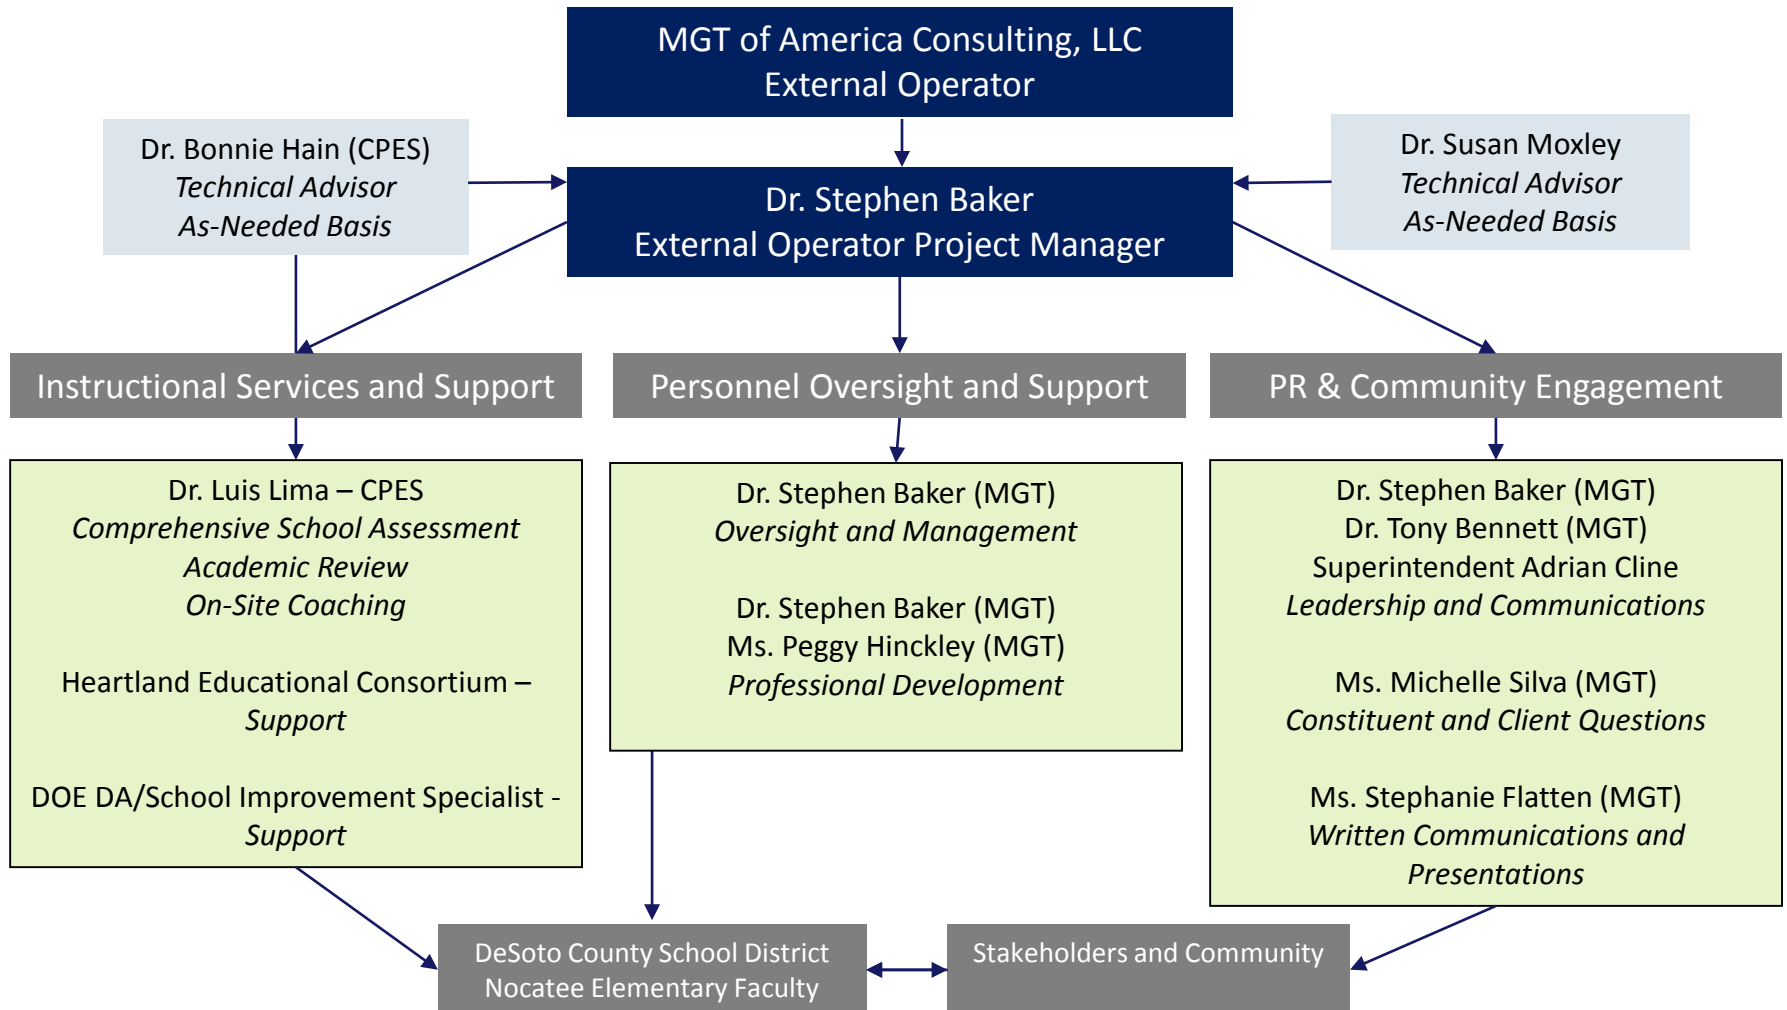 MGT of America Consulting, LLC
External Operator
Dr. Bonnie Hain (CPES)
Technical Advisor
As-Needed Basis
Dr. Stephen Baker
External Operator Project Manager
Dr. Susan Moxley
Technical Advisor
As-Needed Basis
Instructional Services and Support
Personnel Oversight and Support
PR & Community Engagement
Dr. Luis Lima – CPES
Comprehensive School Assessment
Academic Review
On-Site Coaching
Heartland Educational Consortium –
Support
DOE DA/School Improvement Specialist -
Support
Dr. Stephen Baker (MGT)
Oversight and Management
Dr. Stephen Baker (MGT)
Ms. Peggy Hinckley (MGT)
Professional Development
Dr. Stephen Baker (MGT)
Dr. Tony Bennett (MGT)
Superintendent Adrian Cline
Leadership and Communications
Ms. Michelle Silva (MGT)
Constituent and Client Questions
Ms. Stephanie Flatten (MGT)
Written Communications and
Presentations
DeSoto County School District
Nocatee Elementary Faculty
Stakeholders and Community